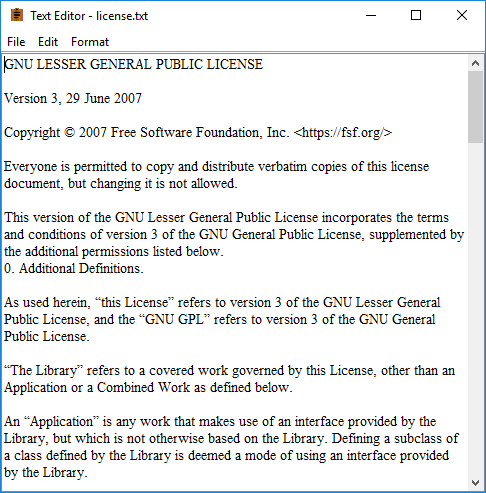 Text Editor - license.txt
File Edit Format
GNU LESSER GENERAL PUBLIC LICENSE
Version 3, 29 June 2007
Copyright © 2007 Free Software Foundation, Inc. <https://fsf.org/>
Everyone is permitted to copy and distribute verbatim copies of this license
document, but changing it is not allowed.
This version of the GNU Lesser General Public License incorporates the terms
and conditions of version 3 of the GNU General Public License, supplemented by
the additional permissions listed below.
0. Additional Definitions.
As used herein, “this License” refers to version 3 of the GNU Lesser General
Public License, and the “GNU GPL” refers to version 3 of the GNU General
Public License.
“The Library” refers to a covered work governed by this License, other than an
Application or a Combined Work as defined below.
An “Application” is any work that makes use of an interface provided by the
Library, but which is not otherwise based on the Library. Defining a subclass of
a class defined by the Library is deemed a mode of using an interface provided
by the Library.